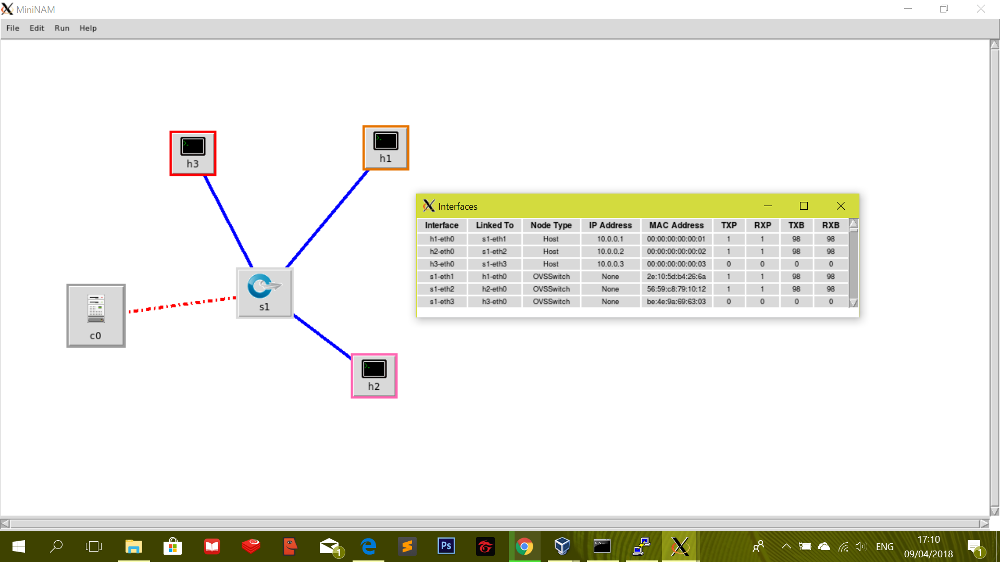 MiniNAM
File Edit Run Help
h3
h1
Interfaces
Interface Linked To Node Type IP Address MAC Address TXP RXP TXB RXB
h1-eth0 s1-eth1 Host 10.0.0.1 00:00:00:00:00:01 1 1 98 98
h2-eth0 s1-eth2 Host 10.0.0.2 00:00:00:00:00:02 1 1 98 98
h3-eth0 s1-eth3 Host 10.0.0.3 00:00:00:00:00:03 0 0 0 0
s1-eth1 h1-eth0 OVSSwitch None 2e:10:5d:b4:26:6a 1 1 98 98
s1-eth2 h2-eth0 OVSSwitch None 56:59:c8:79:10:12 1 1 98 98
s1-eth3 h3-eth0 OVSSwitch None be:4e:9a:69:63:03 0 0 0 0
s1
c0
h2
1
Ps
ENG
17:10
09/04/2018
1